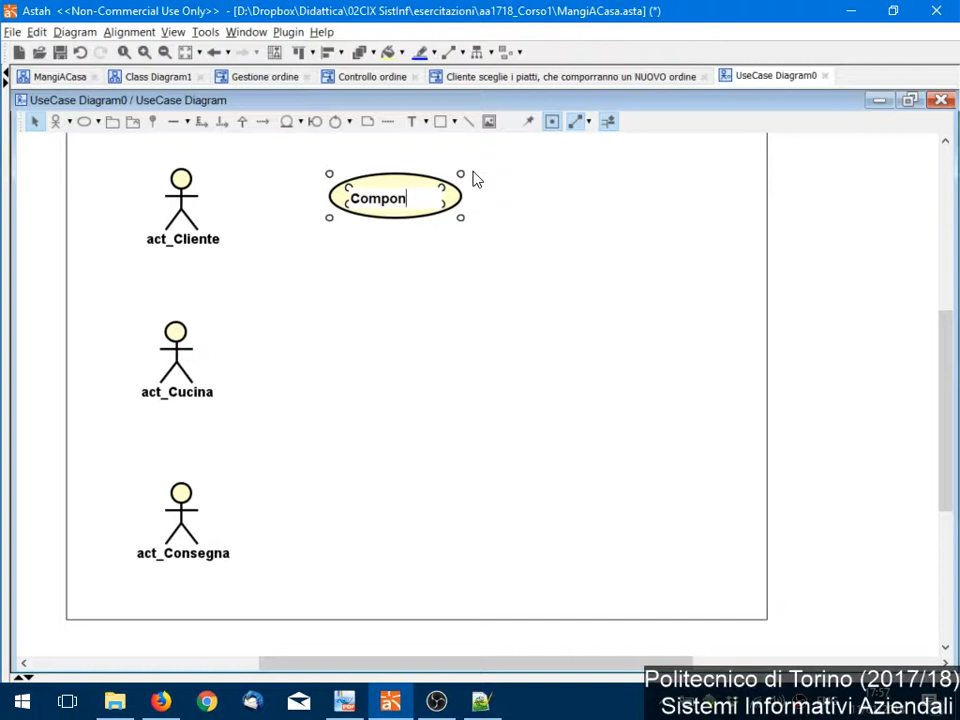 Astah <<Non-Commercial Use Only>> - [D:\Dropbox\Didattica\02CIX SistInf\esercitazioni\aa1718_Corso1\MangiACasa.asta] (*)
File Edit Diagram Alignment View Tools Window Plugin Help
MangiACasa Class Diagram1 Gestione ordine Controllo ordine Cliente sceglie i piatti, che comporranno un NUOVO ordine UseCase Diagram0
UseCase Diagram0 / UseCase Diagram
T
Compon
act_Cliente
act_Cucina
act_Consegna
Politecnico di Torino (2017/18)
7:57
Sistemi Informativi Aziendali